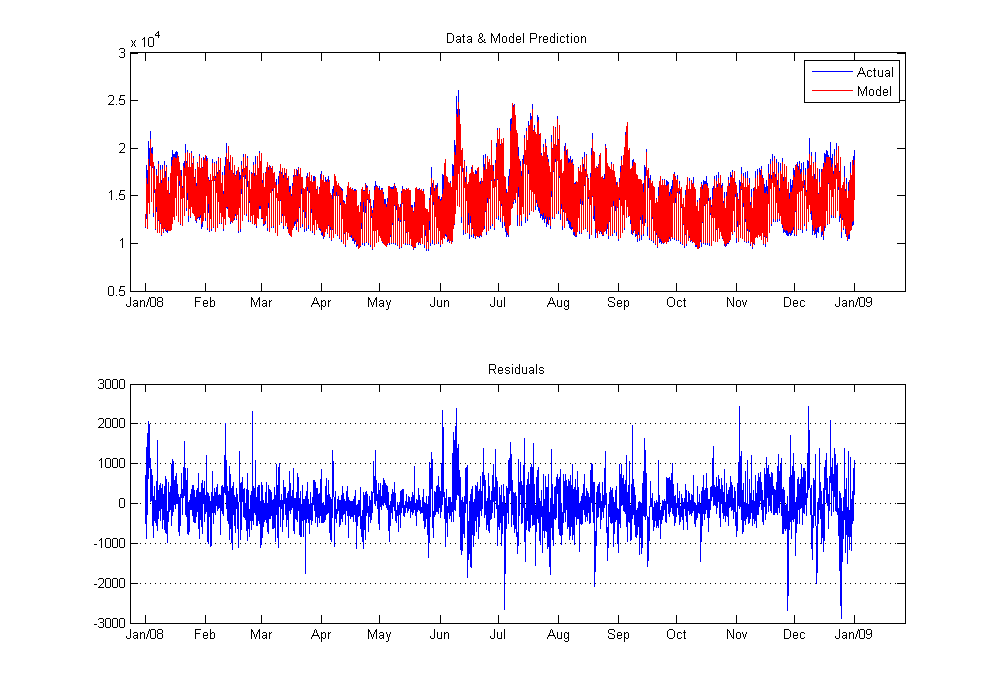 Data & Model Prediction
x 10^4
3
2.5
2
1.5
1
0.5
Actual
Model
Jan/08 Feb Mar Apr May Jun Jul Aug Sep Oct Nov Dec Jan/09
Residuals
3000
2000
1000
0
-1000
-2000
-3000
Jan/08 Feb Mar Apr May Jun Jul Aug Sep Oct Nov Dec Jan/09